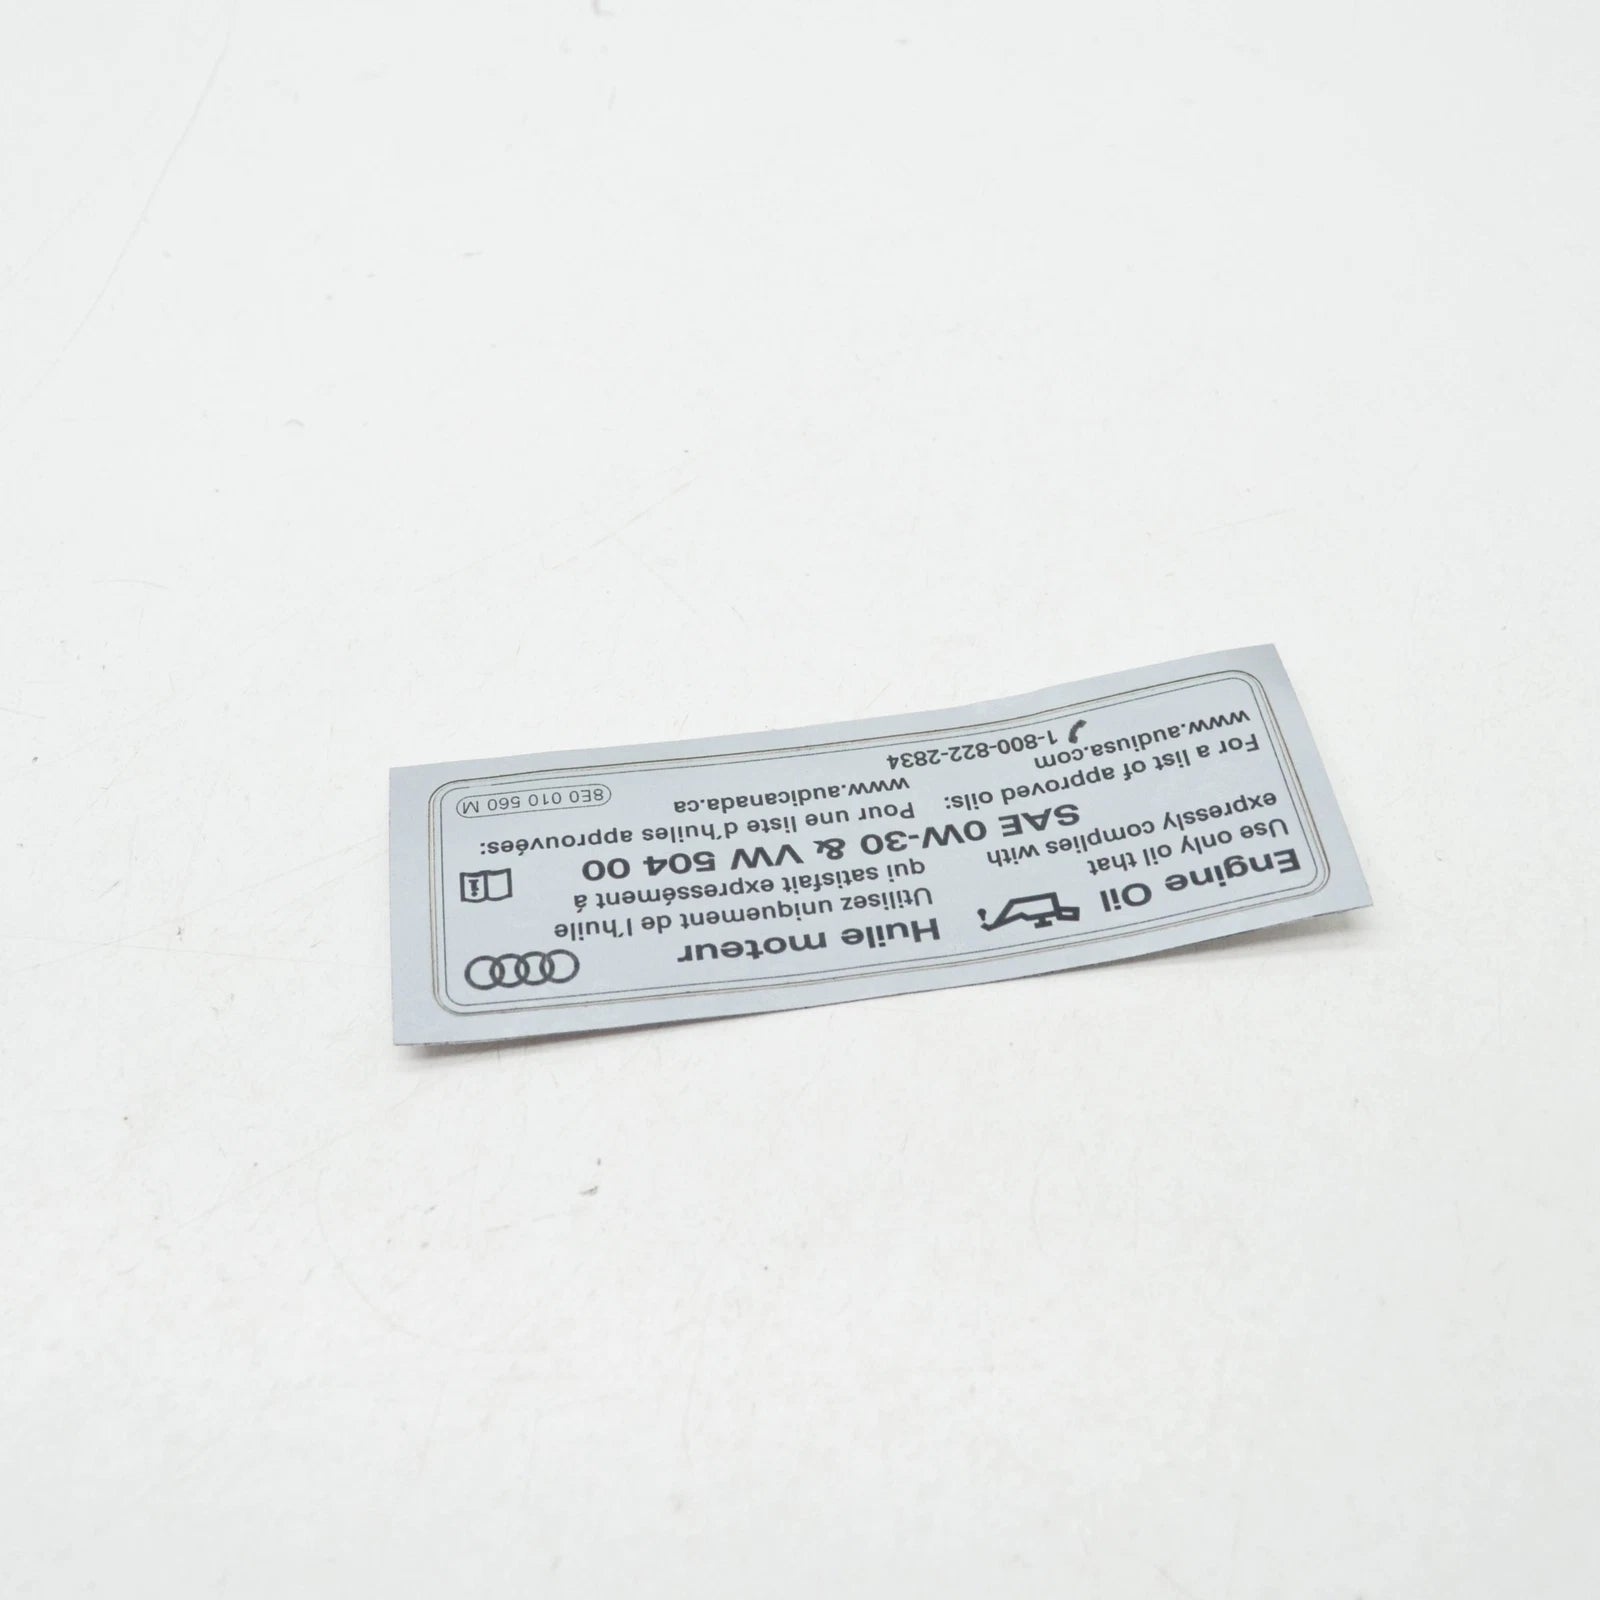 Engine Oil
Use only oil that
expressly complies with
Huile moteur
Utilisez uniquement de l'huile
qui satisfait expressément á
SAE 0W-30 & VW 504 00
For a list of approved oils:
www.audiusa.com
1-800-822-2834
Pour une liste d'huiles approuvées:
www.audicanada.ca
8E0 010 560 M